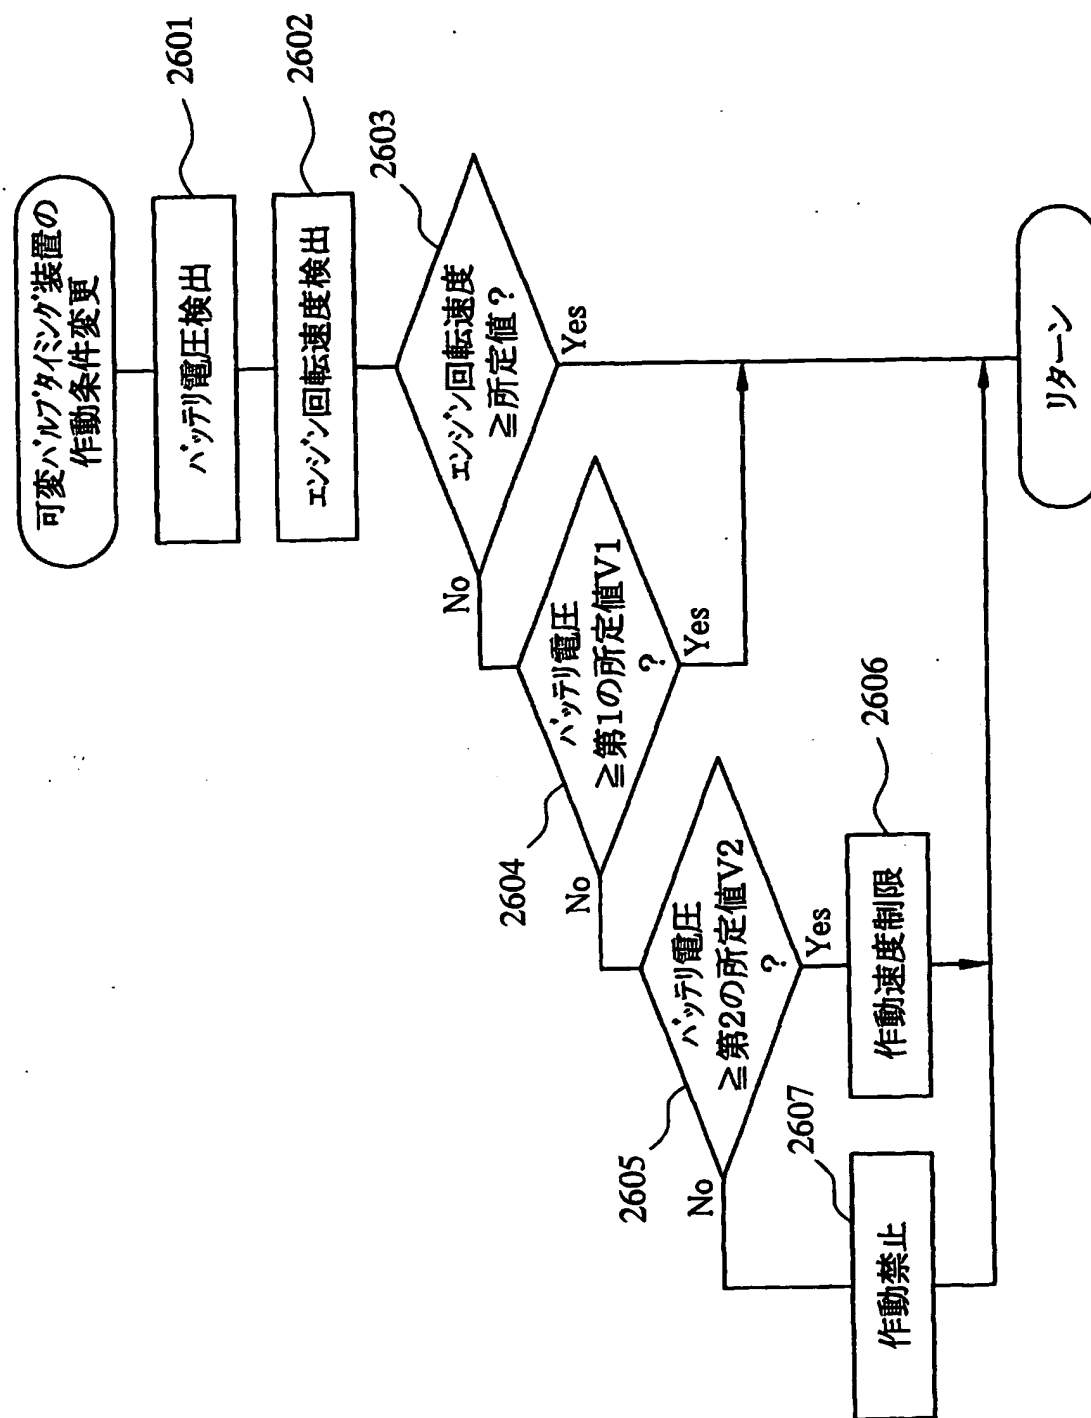 可変バルブタイミング装置の
作動条件変更
バッテリ電圧検出
2601
エンジン回転速度検出
2602
エンジン回転速度
≧所定値?
2603
Yes
No
バッテリ電圧
≧第1の所定値V1
?
2604
Yes
No
バッテリ電圧
≧第2の所定値V2
?
2605
Yes
No
作動速度制限
2606
作動禁止
2607
リターン